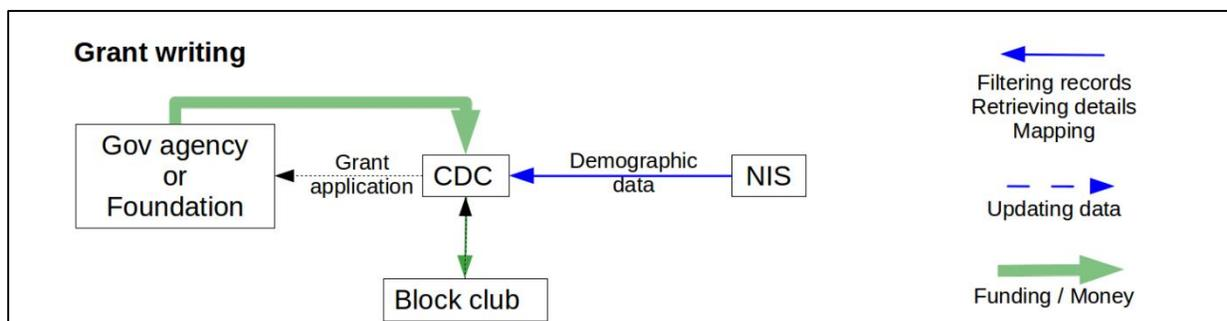 Grant writing
Gov agency
or
Foundation
Grant
application
CDC
Demographic
data
NIS
Block club
Filtering records
Retrieving details
Mapping
Updating data
Funding / Money